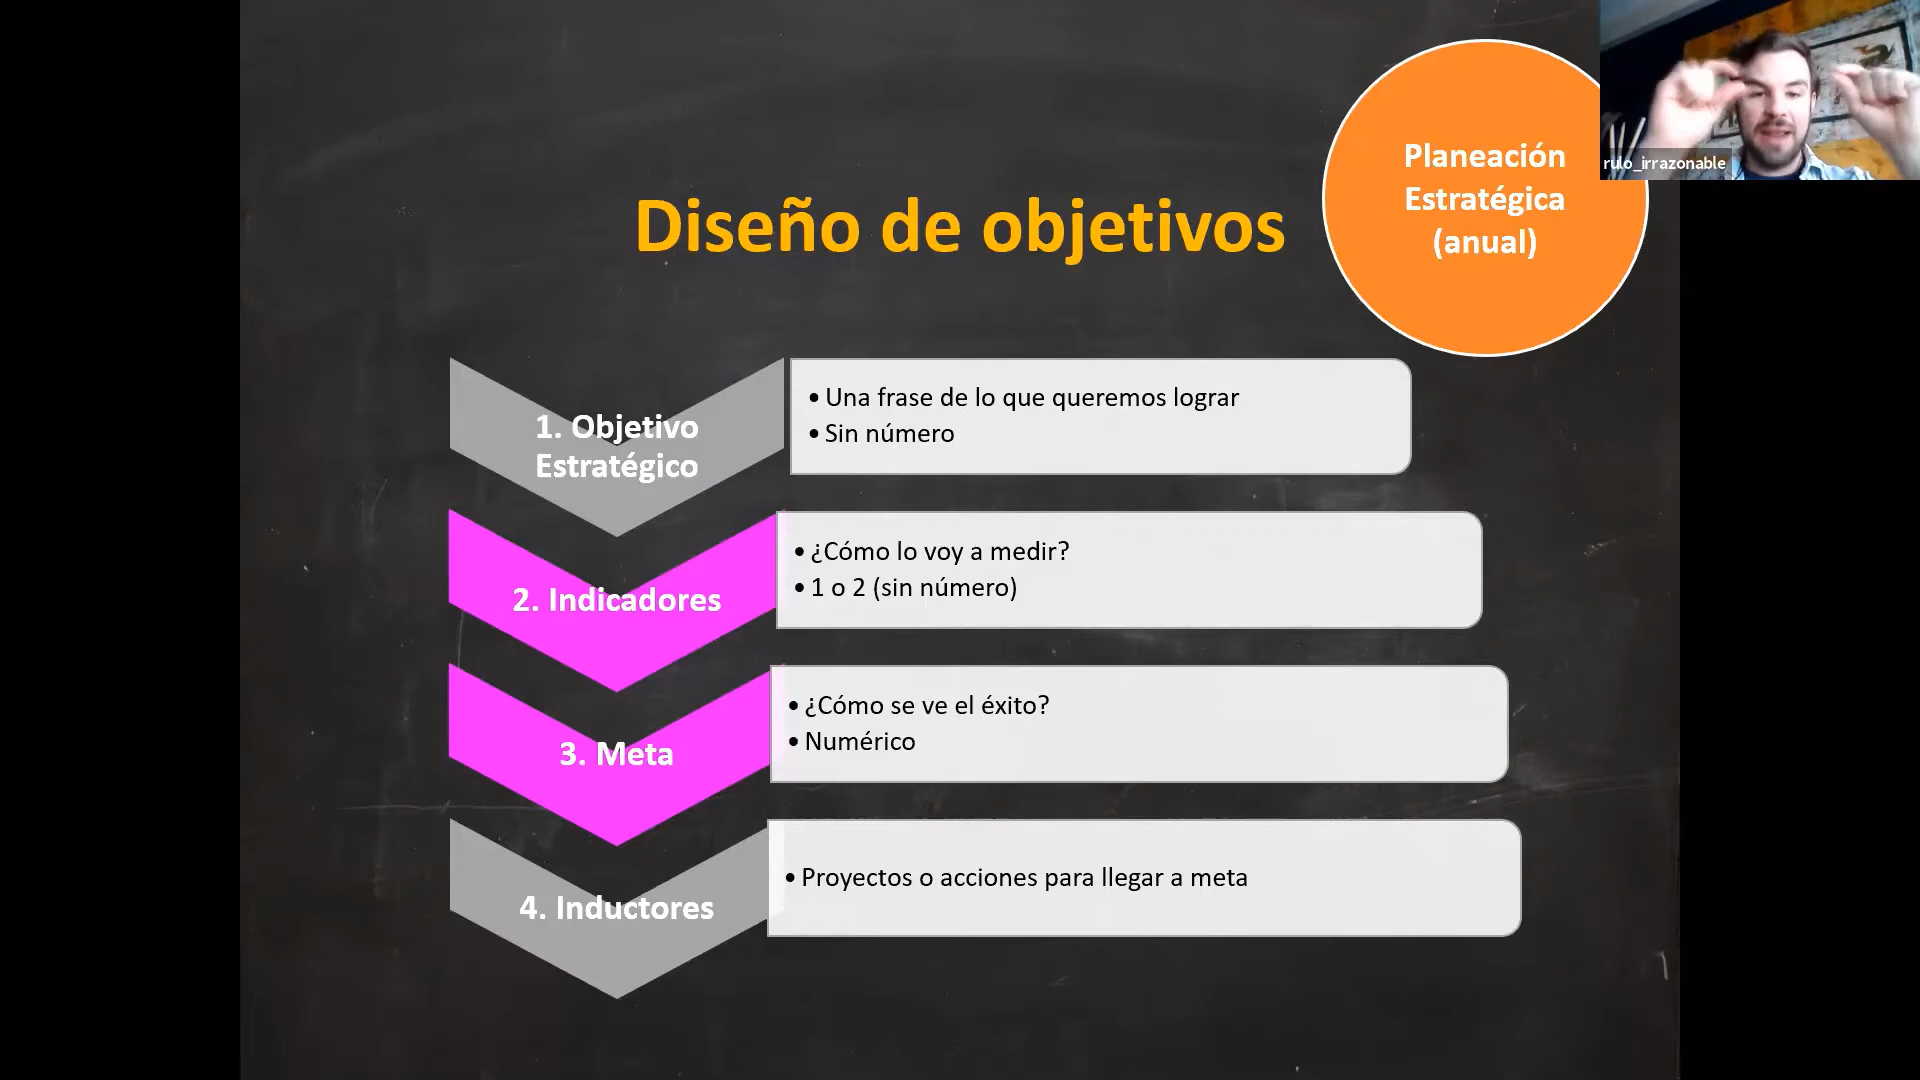 Planeación
Estratégica
(anual)
rulo_irrazonable
Diseño de objetivos
1. Objetivo
Estratégico
• Una frase de lo que queremos lograr
• Sin número
2. Indicadores
• ¿Cómo lo voy a medir?
• 1 o 2 (sin número)
3. Meta
• ¿Cómo se ve el éxito?
• Numérico
4. Inductores
• Proyectos o acciones para llegar a meta